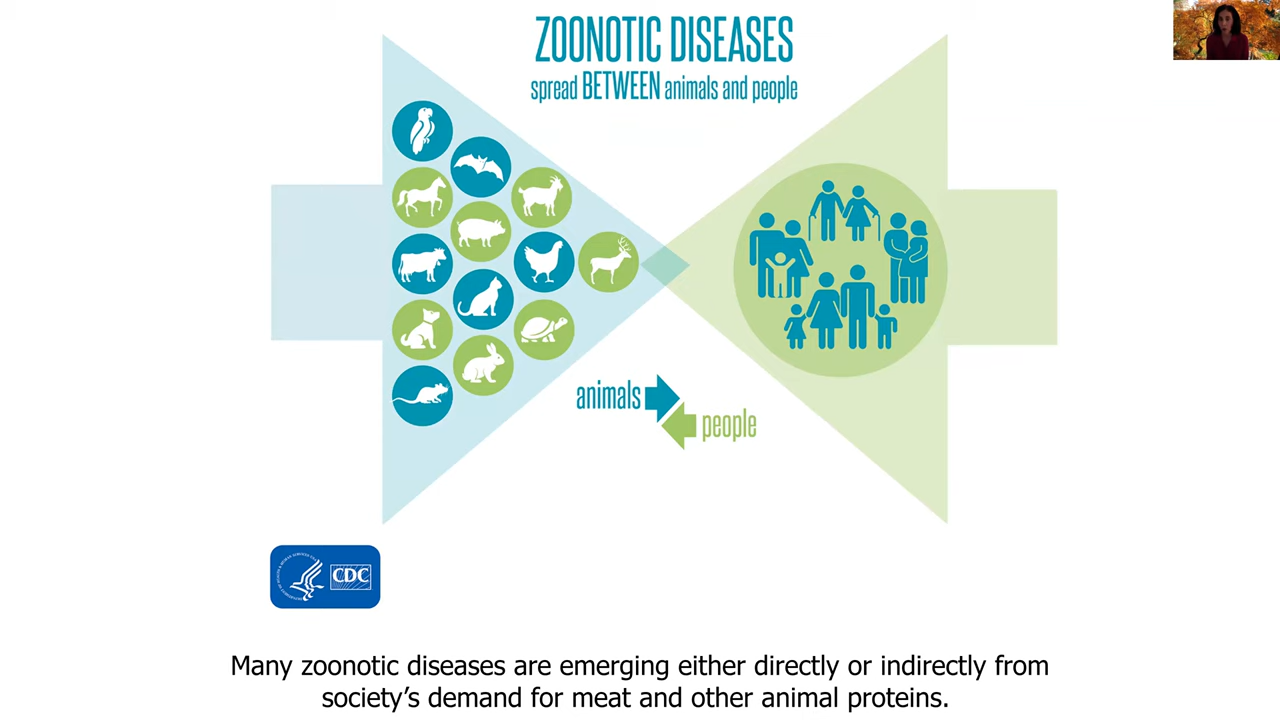 ZOONOTIC DISEASES
spread BETWEEN animals and people
animals
people
CDC
Many zoonotic diseases are emerging either directly or indirectly from
society’s demand for meat and other animal proteins.